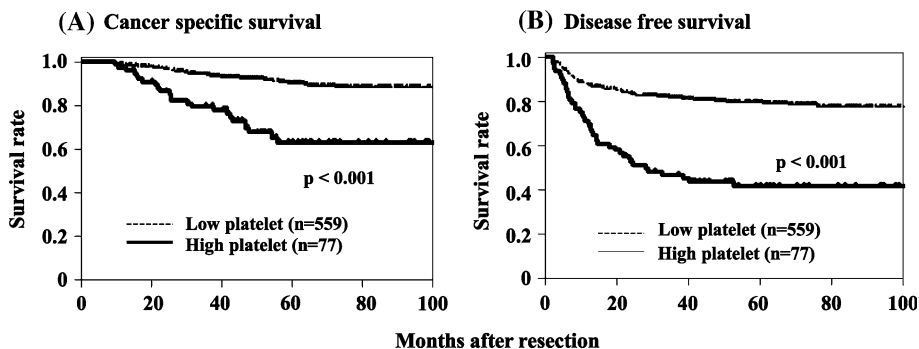 (A) Cancer specific survival
Survival rate
1.0
0.8
0.6
0.4
0.2
0
p < 0.001
Low platelet (n=559)
High platelet (n=77)
0 20 40 60 80 100
(B) Disease free survival
Survival rate
1.0
0.8
0.6
0.4
0.2
0
p < 0.001
Low platelet (n=559)
High platelet (n=77)
0 20 40 60 80 100
Months after resection